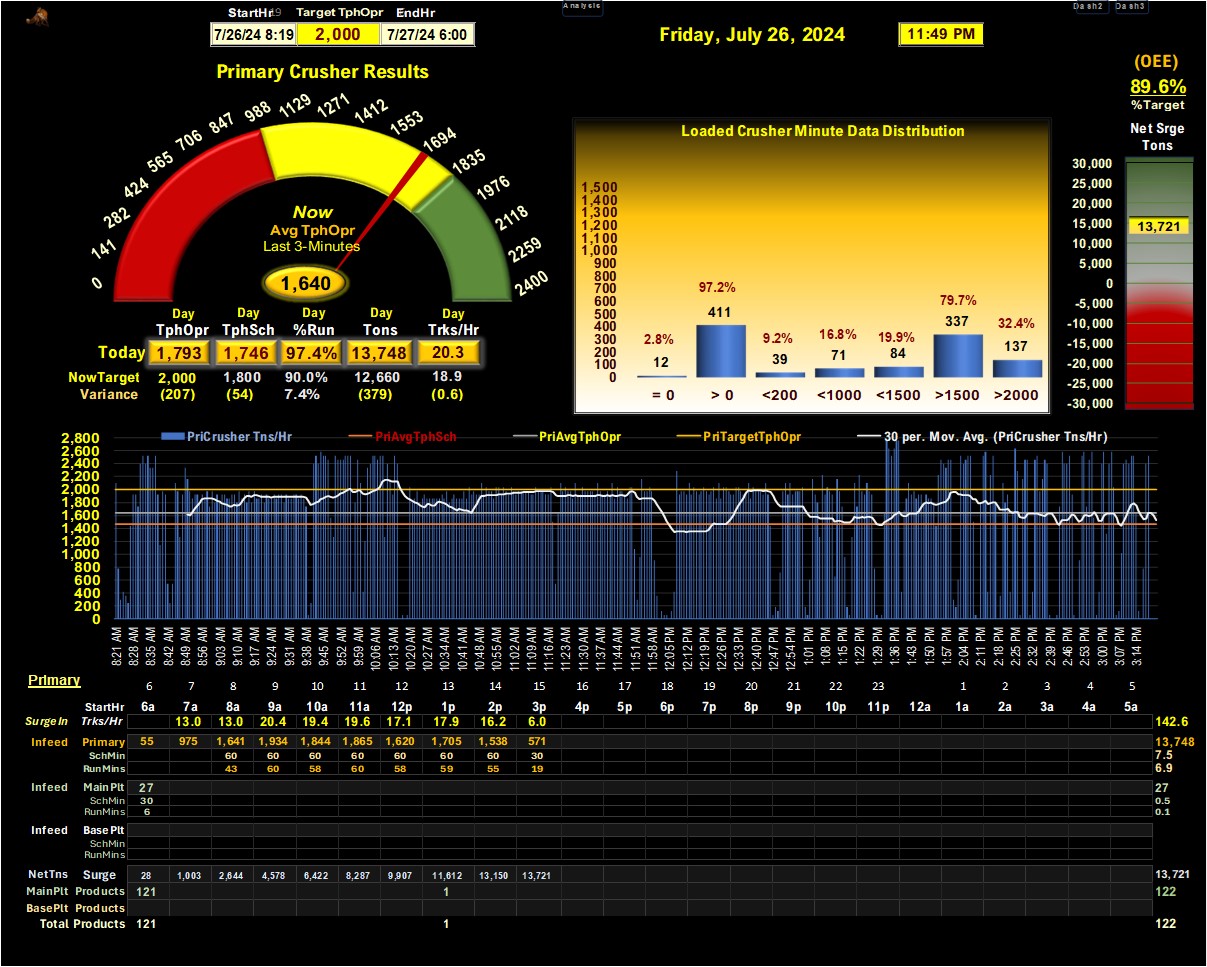 StartHr Target TphOpr EndHr
7/26/24 8:19 2,000 7/27/24 6:00
Analysis
Dash2 Dash3
Friday, July 26, 2024 11:49 PM
Primary Crusher Results
0 141 282 424 565 706 847 988 1129 1271 1412 1553 1694 1835 1976 2118 2259 2400
Now
Avg TphOpr
Last 3-Minutes
1,640
Day Day Day Day Day
TphOpr TphSch %Run Tons Trks/Hr
Today 1,793 1,746 97.4% 13,748 20.3
NowTarget 2,000 1,800 90.0% 12,660 18.9
Variance (207) (54) 7.4% (379) (0.6)
Loaded Crusher Minute Data Distribution
1,500
1,400
1,300
1,200
1,100
1,000
900
800
700
600
500
400
300
200
100
0
2.8% 97.2% 9.2% 16.8% 19.9% 79.7% 32.4%
12 411 39 71 84 337 137
= 0 > 0 <200 <1000 <1500 >1500 >2000
(OEE)
89.6%
%Target
Net Srge
Tons
30,000
25,000
20,000
15,000
10,000
5,000
0
-5,000
-10,000
-15,000
-20,000
-25,000
-30,000
13,721
PriCrusher Tns/Hr PriAvgTphSch PriAvgTphOpr PriTargetTphOpr 30 per. Mov. Avg. (PriCrusher Tns/Hr)
2,800
2,600
2,400
2,200
2,000
1,800
1,600
1,400
1,200
1,000
800
600
400
200
0
8:21 AM 8:28 AM 8:35 AM 8:42 AM 8:49 AM 8:56 AM 9:03 AM 9:10 AM 9:17 AM 9:24 AM 9:31 AM 9:38 AM 9:45 AM 9:52 AM 9:59 AM 10:06 AM 10:13 AM 10:20 AM 10:27 AM 10:34 AM 10:41 AM 10:48 AM 10:55 AM 11:02 AM 11:09 AM 11:16 AM 11:23 AM 11:30 AM 11:37 AM 11:44 AM 11:51 AM 11:58 AM 12:05 PM 12:12 PM 12:19 PM 12:26 PM 12:33 PM 12:40 PM 12:47 PM 12:54 PM 1:01 PM 1:08 PM 1:15 PM 1:22 PM 1:29 PM 1:36 PM 1:43 PM 1:50 PM 1:57 PM 2:04 PM 2:11 PM 2:18 PM 2:25 PM 2:32 PM 2:39 PM 2:46 PM 2:53 PM 3:00 PM 3:07 PM 3:14 PM
Primary
6 7 8 9 10 11 12 13 14 15 16 17 18 19 20 21 22 23 1 2 3 4 5
StartHr 6a 7a 8a 9a 10a 11a 12p 1p 2p 3p 4p 5p 6p 7p 8p 9p 10p 11p 12a 1a 2a 3a 4a 5a
SurgeIn Trks/Hr 13.0 13.0 20.4 19.4 19.6 17.1 17.9 16.2 6.0 142.6
Infeed Primary 55 975 1,641 1,934 1,844 1,865 1,620 1,705 1,538 571 13,748
SchMin 60 60 60 60 60 60 60 30 7.5
RunMins 43 60 58 60 58 59 55 19 6.9
Infeed MainPlt 27 27
SchMin 30 0.5
RunMins 6 0.1
Infeed BasePlt
SchMin
RunMins
NetTns Surge 28 1,003 2,644 4,578 6,422 8,287 9,907 11,612 13,150 13,721 13,721
MainPlt Products 121 1 122
BasePlt Products
Total Products 121 1 122